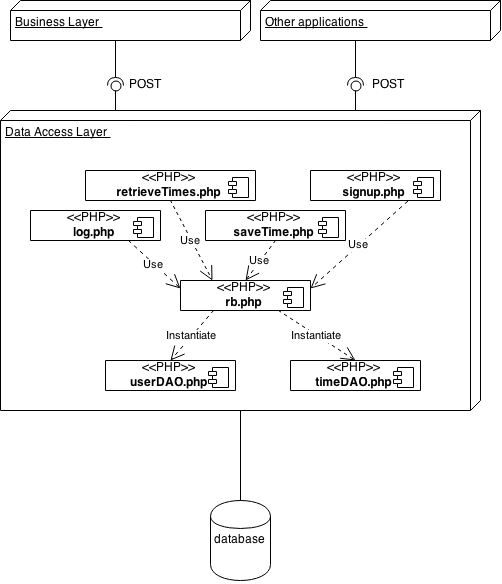 Business Layer
Other applications
POST
POST
Data Access Layer
<<PHP>>
retrieveTimes.php
<<PHP>>
signup.php
<<PHP>>
log.php
<<PHP>>
saveTime.php
Use
Use
Use
Use
<<PHP>>
rb.php
Instantiate
Instantiate
<<PHP>>
userDAO.php
<<PHP>>
timeDAO.php
database